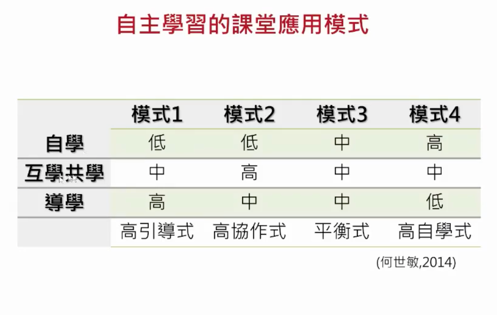 自主學習的課堂應用模式
模式1 模式2 模式3 模式4
自學 低 低 中 高
互學共學 中 高 中 中
導學 高 中 中 低
高引導式 高協作式 平衡式 高自學式
(何世敏,2014)